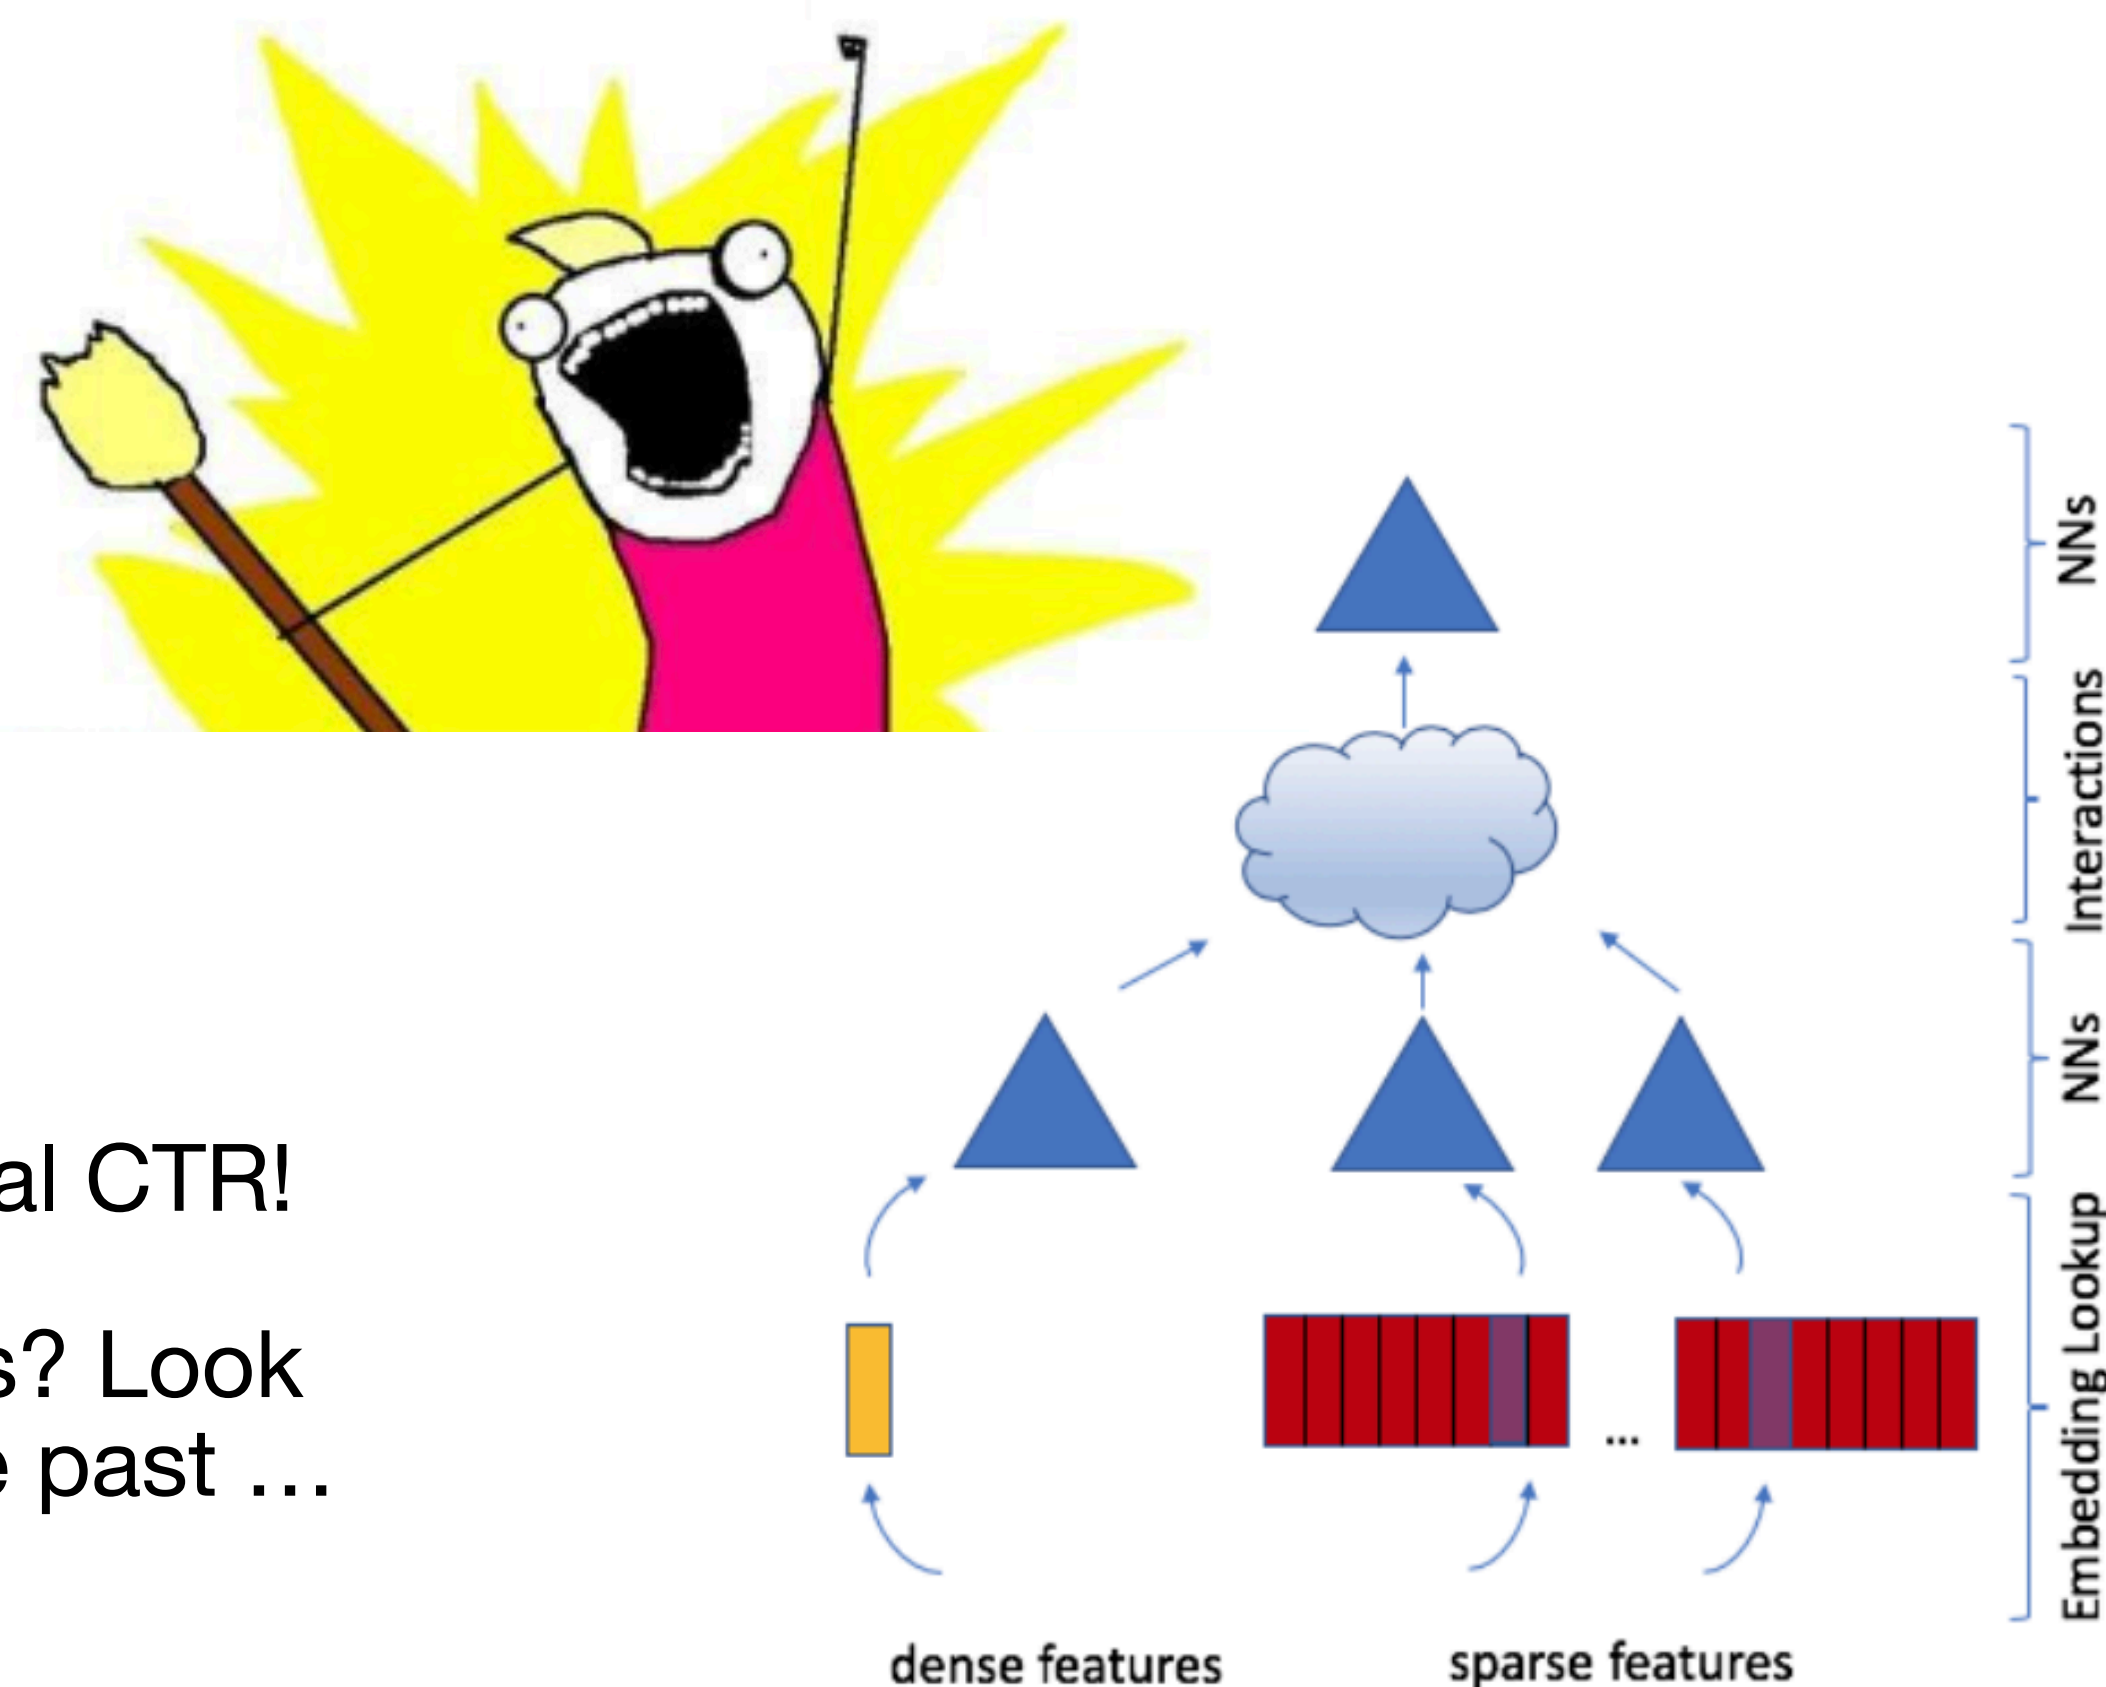 al CTR!
s? Look
e past ...
NNs
Interactions
NNs
Embedding Lookup
...
dense features
sparse features